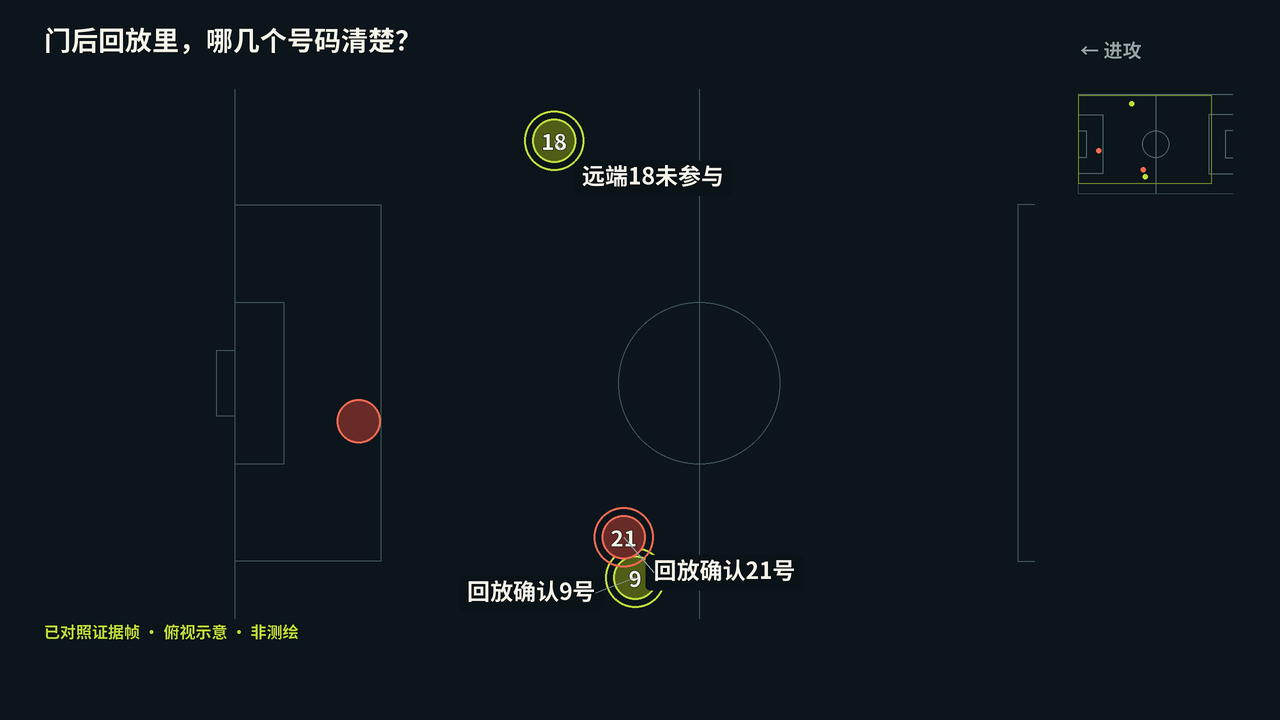 门后回放里，哪几个号码清楚？
← 进攻
18
远端18未参与
21
回放确认21号
9
回放确认9号
已对照证据帧 · 俯视示意 · 非测绘